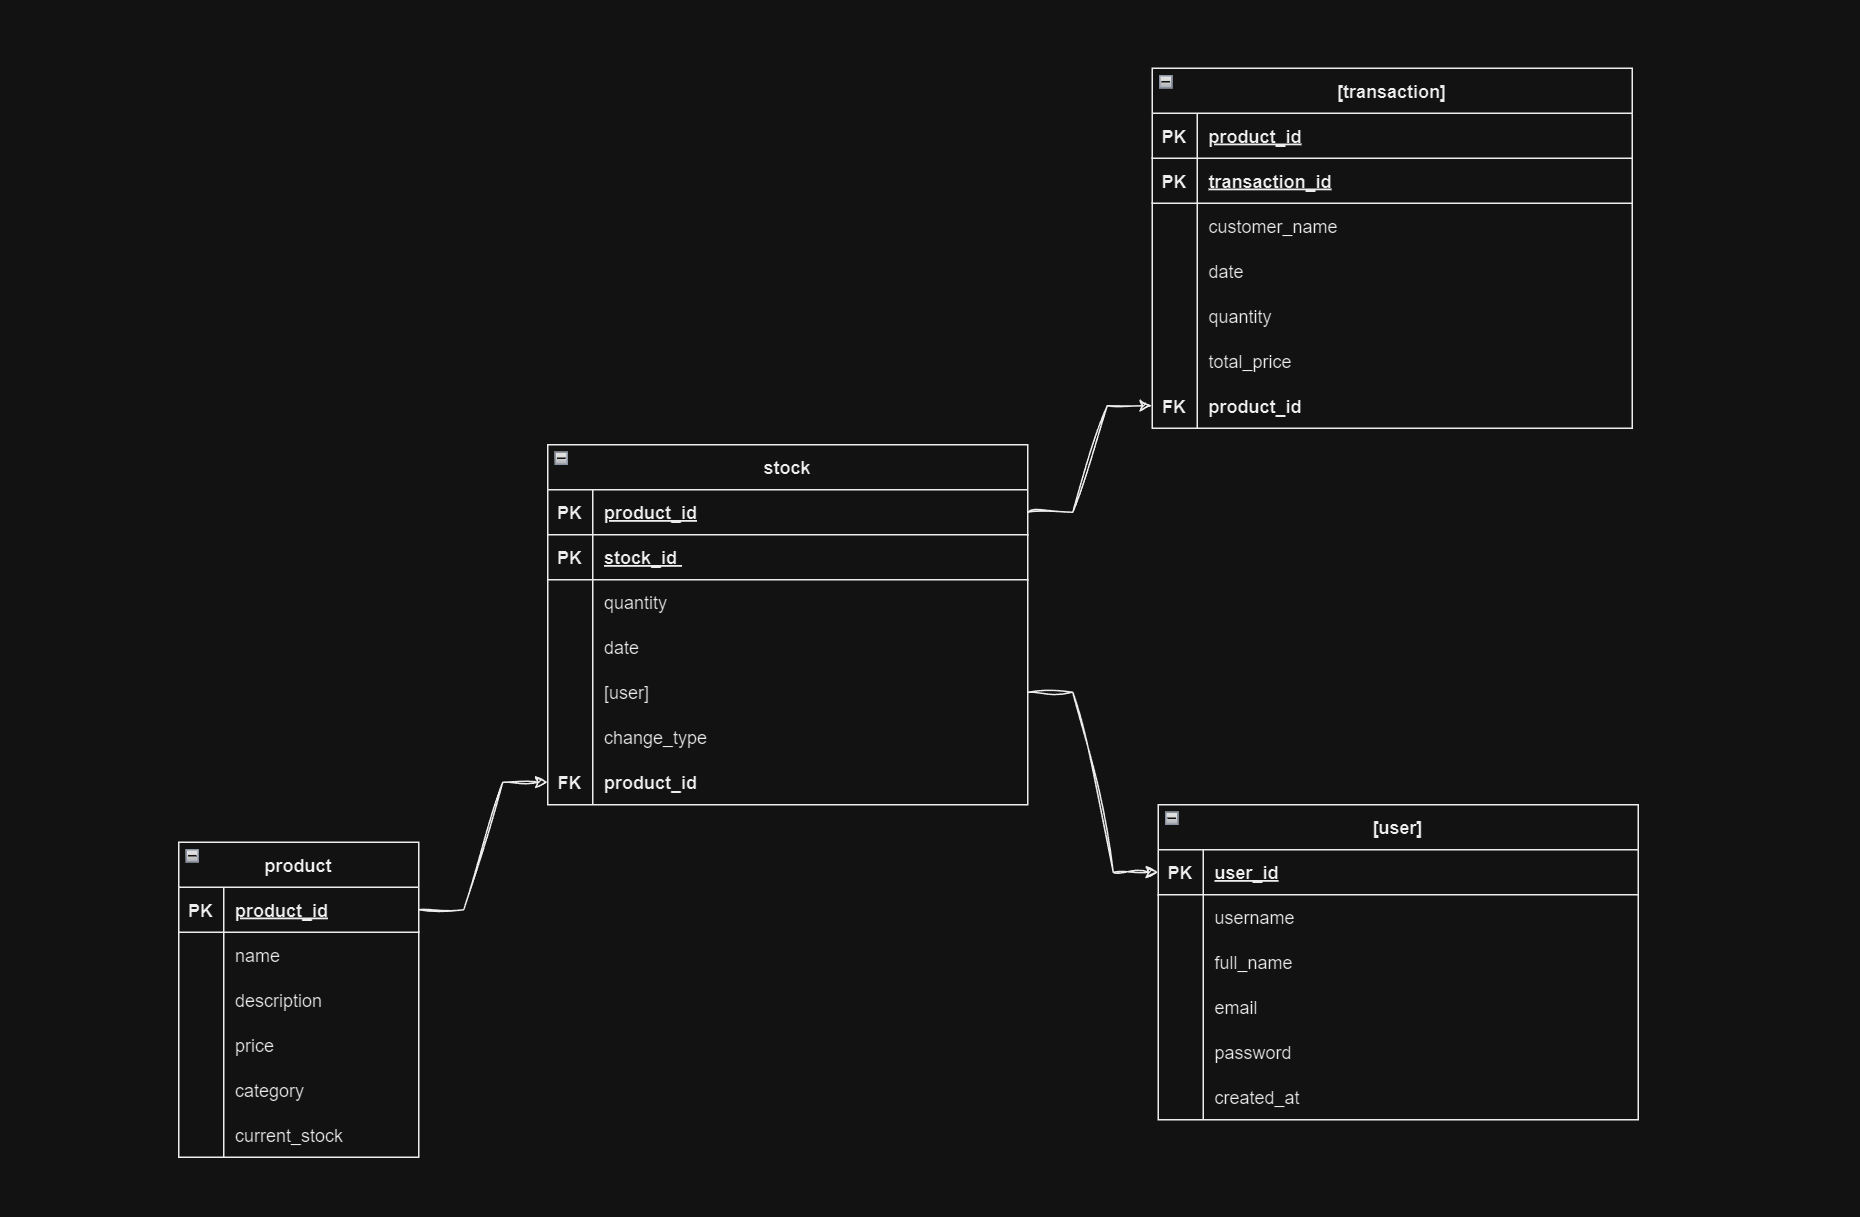 [transaction]
PK product_id
PK transaction_id
customer_name
date
quantity
total_price
FK product_id
stock
PK product_id
PK stock_id
quantity
date
[user]
change_type
FK product_id
product
PK product_id
name
description
price
category
current_stock
[user]
PK user_id
username
full_name
email
password
created_at